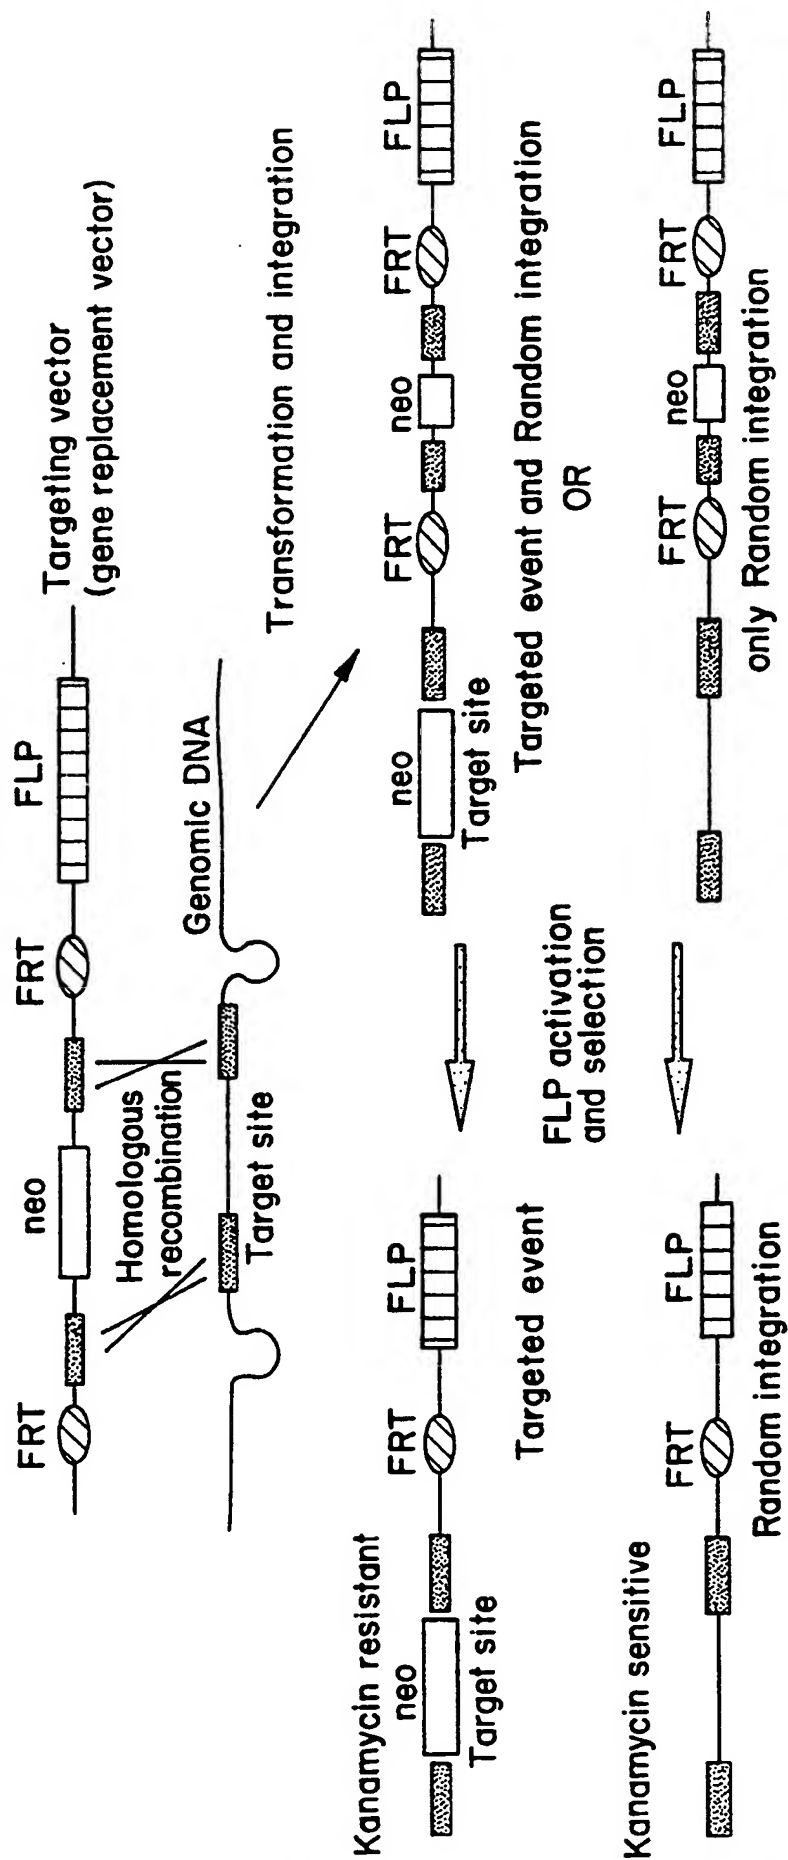 FRT
neo
FRT
FLP
Targeting vector
(gene replacement vector)
Homologous
recombination
Target site
Genomic DNA
Transformation and integration
Kanamycin resistant
neo
Target site
FRT
FLP
Targeted event
FLP activation
and selection
neo
Target site
FRT
neo
FRT
FLP
Targeted event and Random integration
OR
Kanamycin sensitive
FRT
FLP
Random integration
FRT
neo
FRT
FLP
only Random integration